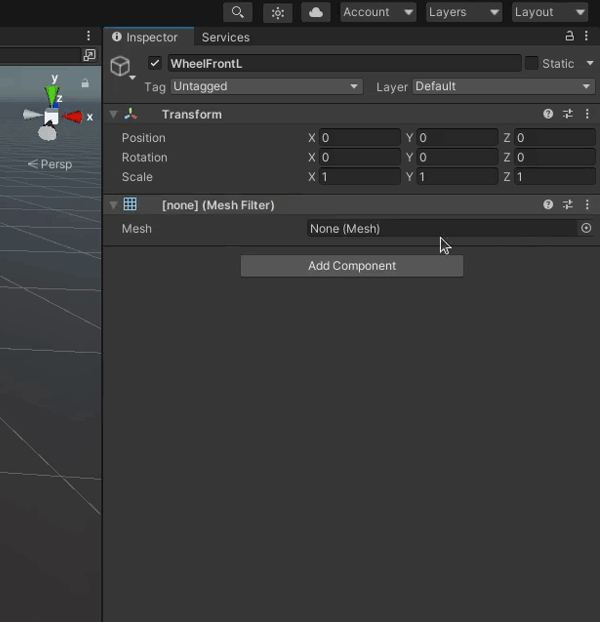 Account Layers Layout
Inspector Services
WheelFrontL Static
Tag Untagged Layer Default
y
z
x
Persp
Transform
Position X 0 Y 0 Z 0
Rotation X 0 Y 0 Z 0
Scale X 1 Y 1 Z 1
[none] (Mesh Filter)
Mesh None (Mesh)
Add Component